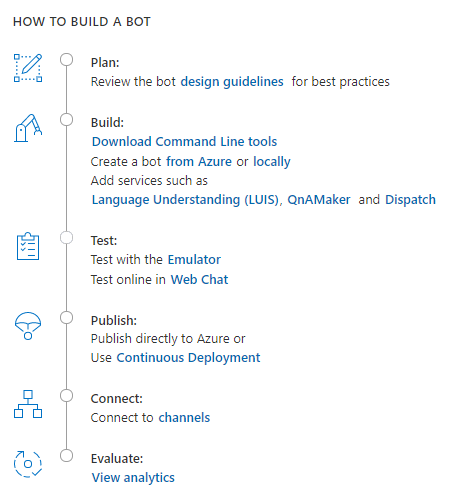 HOW TO BUILD A BOT
Plan:
Review the bot design guidelines for best practices
Build:
Download Command Line tools
Create a bot from Azure or locally
Add services such as
Language Understanding (LUIS), QnAMaker and Dispatch
Test:
Test with the Emulator
Test online in Web Chat
Publish:
Publish directly to Azure or
Use Continuous Deployment
Connect:
Connect to channels
Evaluate:
View analytics